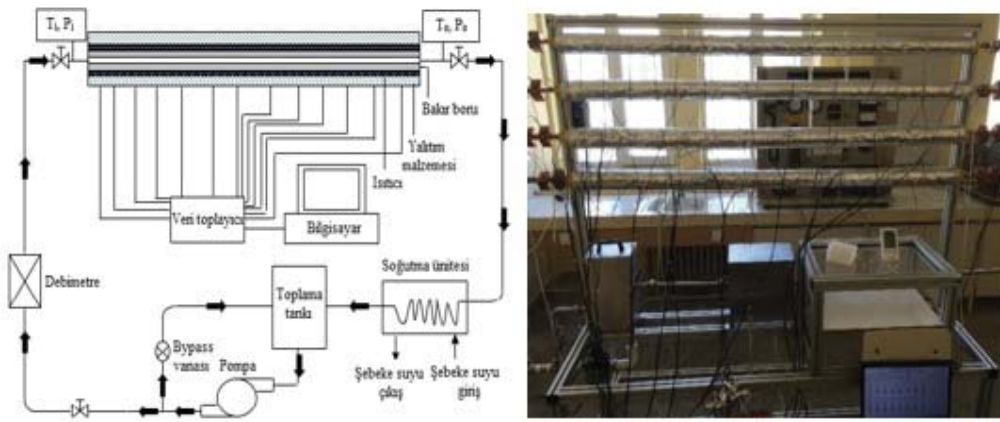 Tᵢ, Pᵢ
Tₒ, Pₒ
Bakır boru
Yalıtım
malzemesi
Isıtıcı
Veri toplayıcı
Bilgisayar
Debimetre
Toplama
tankı
Soğutma ünitesi
Bypass
vanası
Pompa
Şebeke suyu
çıkış
Şebeke suyu
giriş